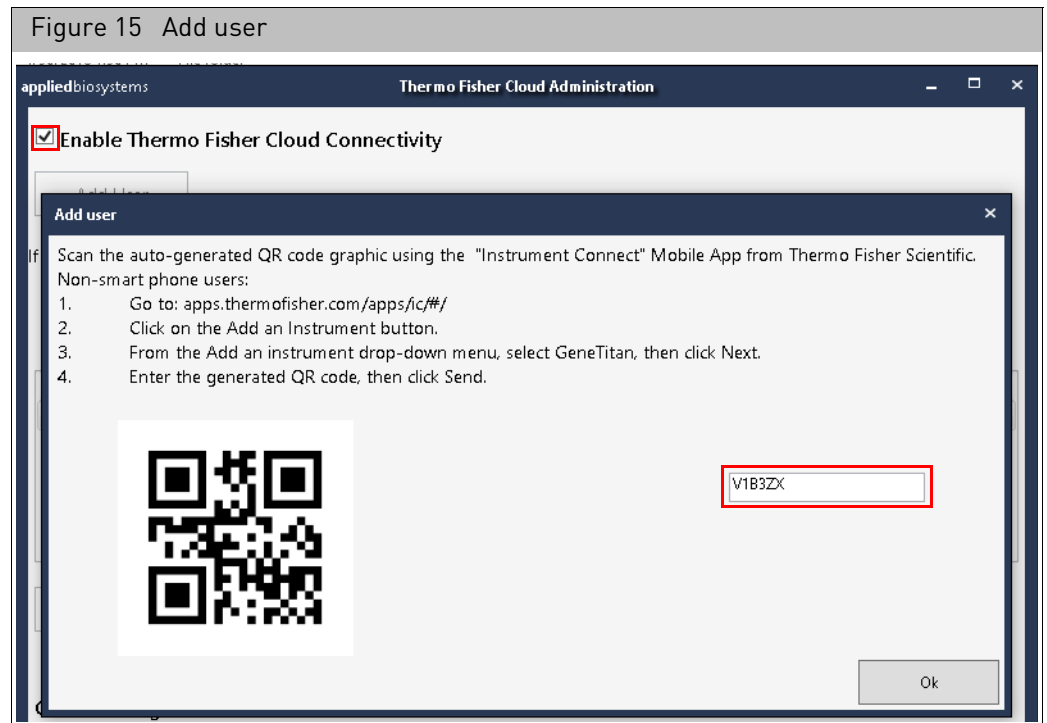 Figure 15 Add user
appliedbiosystems Thermo Fisher Cloud Administration
Enable Thermo Fisher Cloud Connectivity
Add User
Add user
If
Scan the auto-generated QR code graphic using the "Instrument Connect" Mobile App from Thermo Fisher Scientific.
Non-smart phone users:
1. Go to: apps.thermofisher.com/apps/ic/#/
2. Click on the Add an Instrument button.
3. From the Add an instrument drop-down menu, select GeneTitan, then click Next.
4. Enter the generated QR code, then click Send.
V1B3ZX
Ok